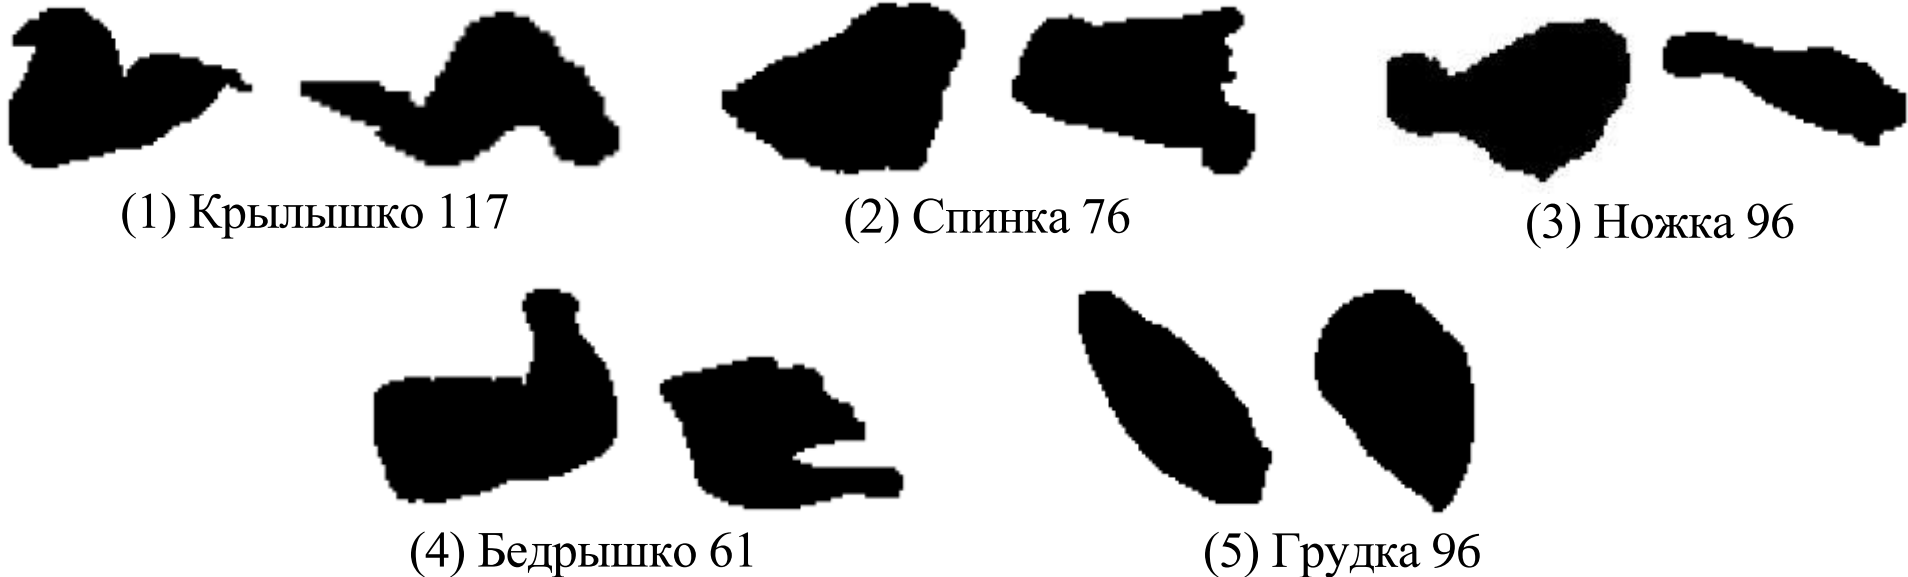 (1) Крылышко 117
(2) Спинка 76
(3) Ножка 96
(4) Бедрышко 61
(5) Грудка 96